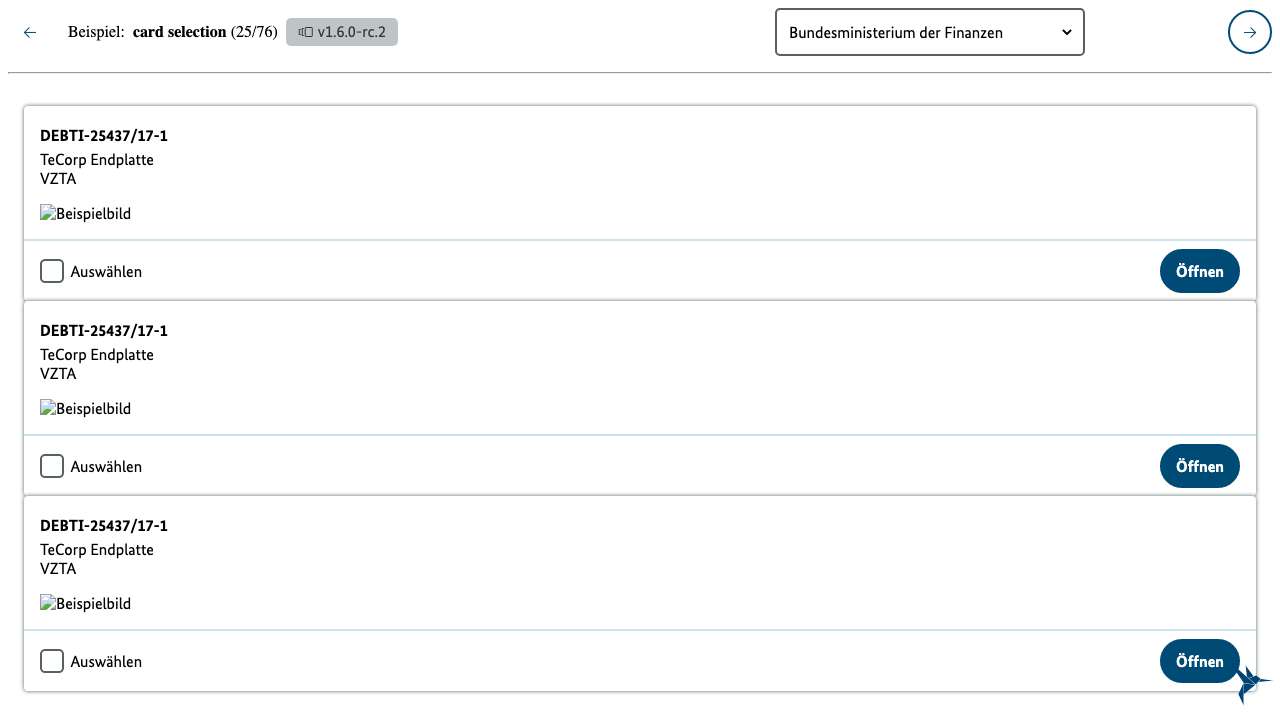 Beispiel: card selection (25/76) v1.6.0-rc.2 Bundesministerium der Finanzen
DEBTI-25437/17-1
TeCorp Endplatte
VZTA
Beispielbild
Auswählen Öffnen
DEBTI-25437/17-1
TeCorp Endplatte
VZTA
Beispielbild
Auswählen Öffnen
DEBTI-25437/17-1
TeCorp Endplatte
VZTA
Beispielbild
Auswählen Öffnen